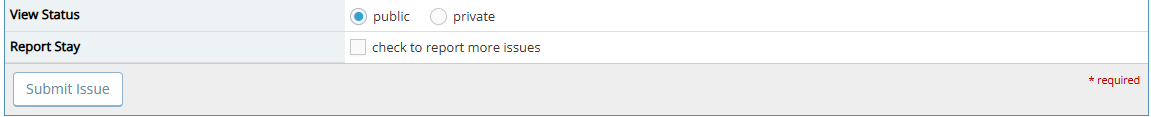 View Status public private
Report Stay check to report more issues
Submit Issue * required